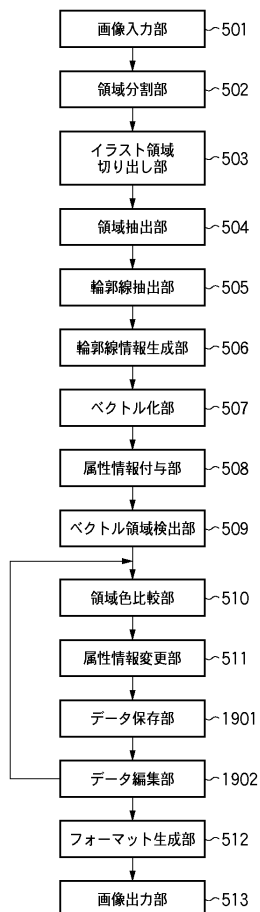 画像入力部 501
領域分割部 502
イラスト領域
切り出し部 503
領域抽出部 504
輪郭線抽出部 505
輪郭線情報生成部 506
ベクトル化部 507
属性情報付与部 508
ベクトル領域検出部 509
領域色比較部 510
属性情報変更部 511
データ保存部 1901
データ編集部 1902
フォーマット生成部 512
画像出力部 513